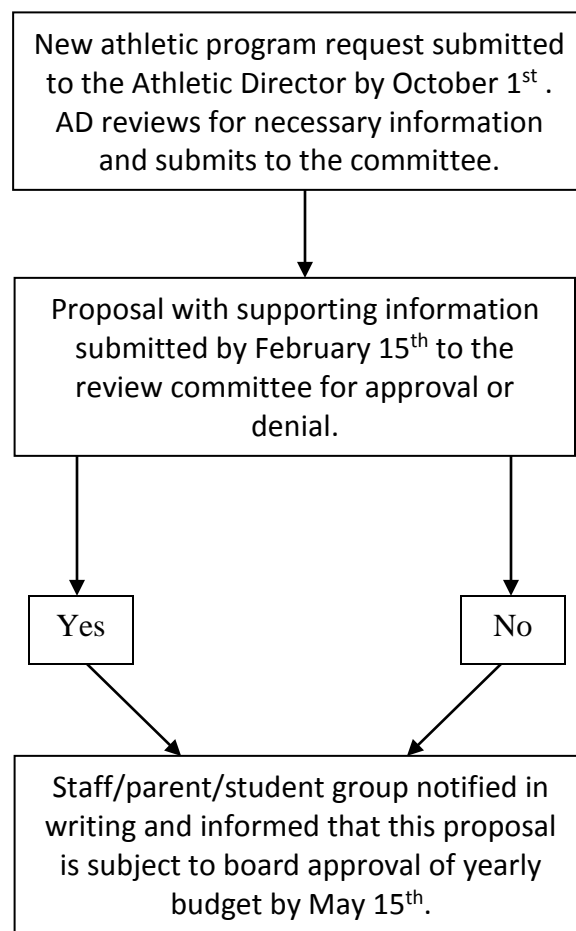 New athletic program request submitted
to the Athletic Director by October 1st .
AD reviews for necessary information
and submits to the committee.
Proposal with supporting information
submitted by February 15th to the
review committee for approval or
denial.
Yes
No
Staff/parent/student group notified in
writing and informed that this proposal
is subject to board approval of yearly
budget by May 15th.